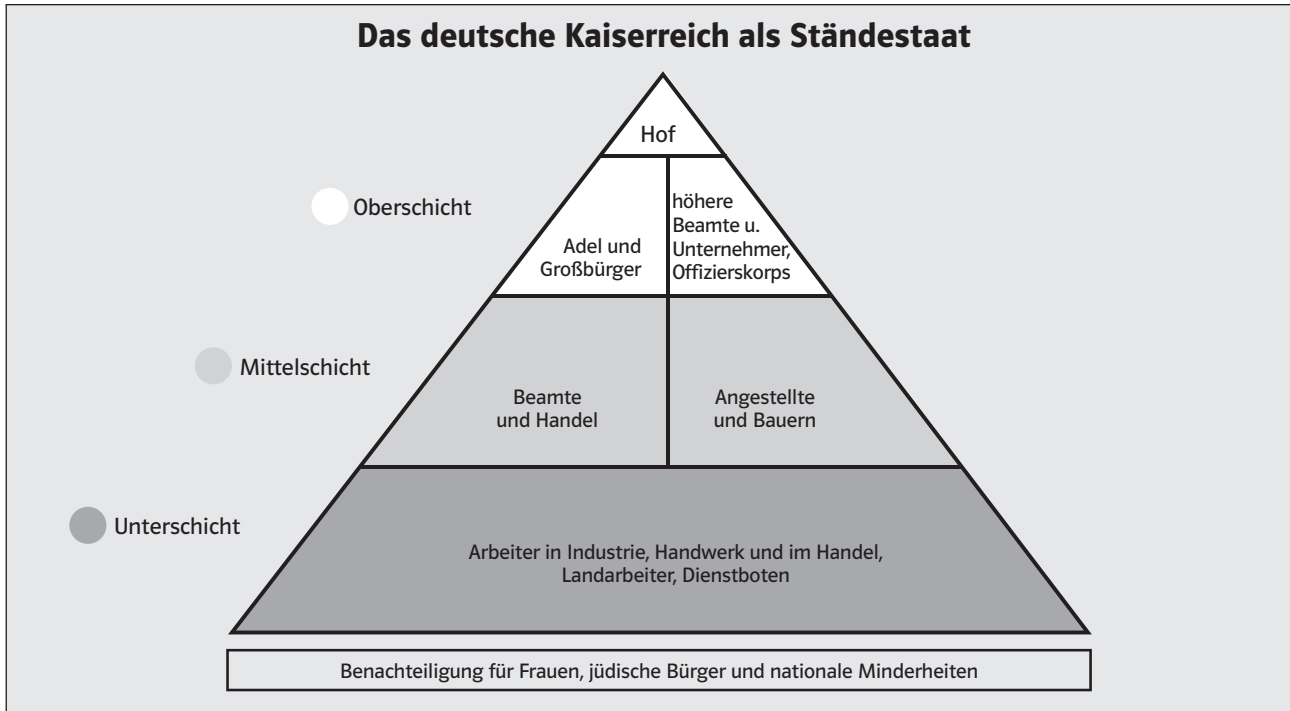 Das deutsche Kaiserreich als Ständestaat
Hof
Oberschicht
Adel und
Großbürger
höhere
Beamte u.
Unternehmer,
Offizierskorps
Mittelschicht
Beamte
und Handel
Angestellte
und Bauern
Unterschicht
Arbeiter in Industrie, Handwerk und im Handel,
Landarbeiter, Dienstboten
Benachteiligung für Frauen, jüdische Bürger und nationale Minderheiten